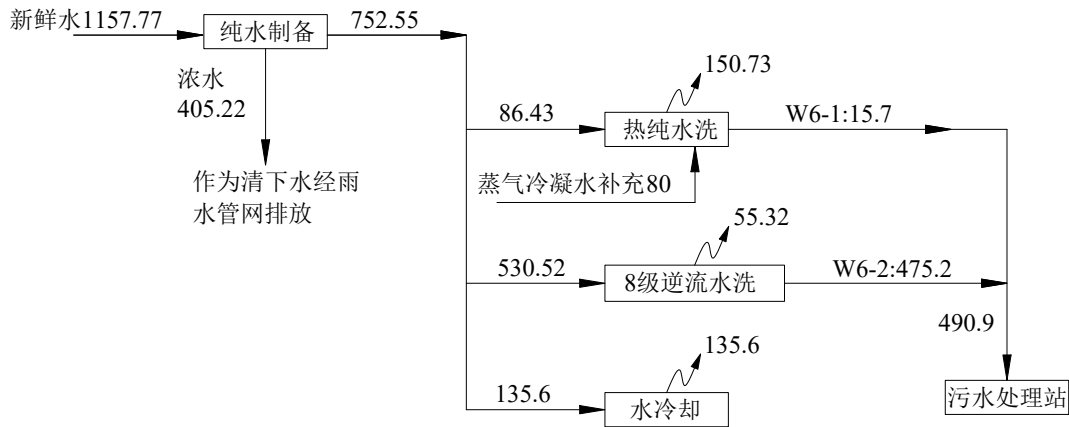 新鲜水1157.77
纯水制备
752.55
浓水
405.22
作为清下水经雨
水管网排放
150.73
86.43
热纯水洗
W6-1:15.7
蒸气冷凝水补充80
55.32
530.52
8级逆流水洗
W6-2:475.2
490.9
135.6
135.6
水冷却
污水处理站